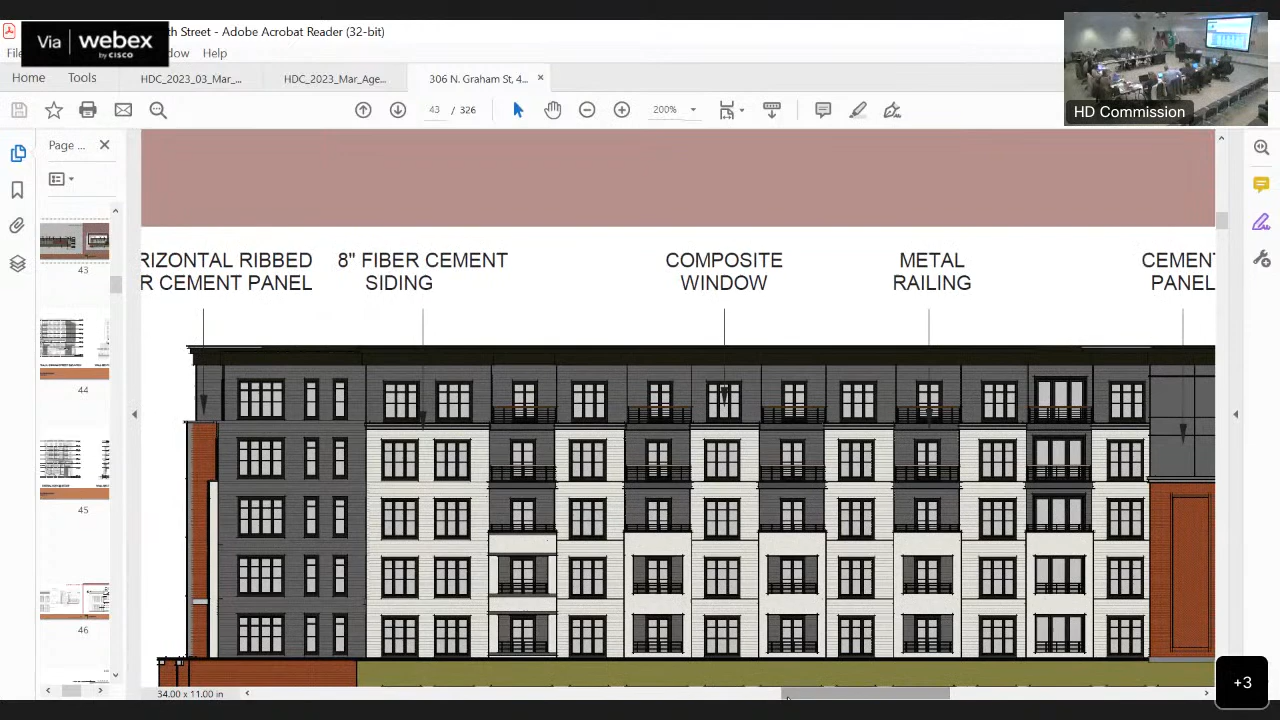 Via webex
by CISCO
th Street - Adobe Acrobat Reader (32-bit)
dow Help
Home Tools HDC_2023_03_Mar_... HDC_2023_Mar_Age... 306 N. Graham St, 4...
43 / 326 200%
HD Commission
Page ...
RIZONTAL RIBBED 8" FIBER CEMENT COMPOSITE METAL CEMENT
R CEMENT PANEL SIDING WINDOW RAILING PANEL
43
44
45
46
34.00 x 11.00 in
+3